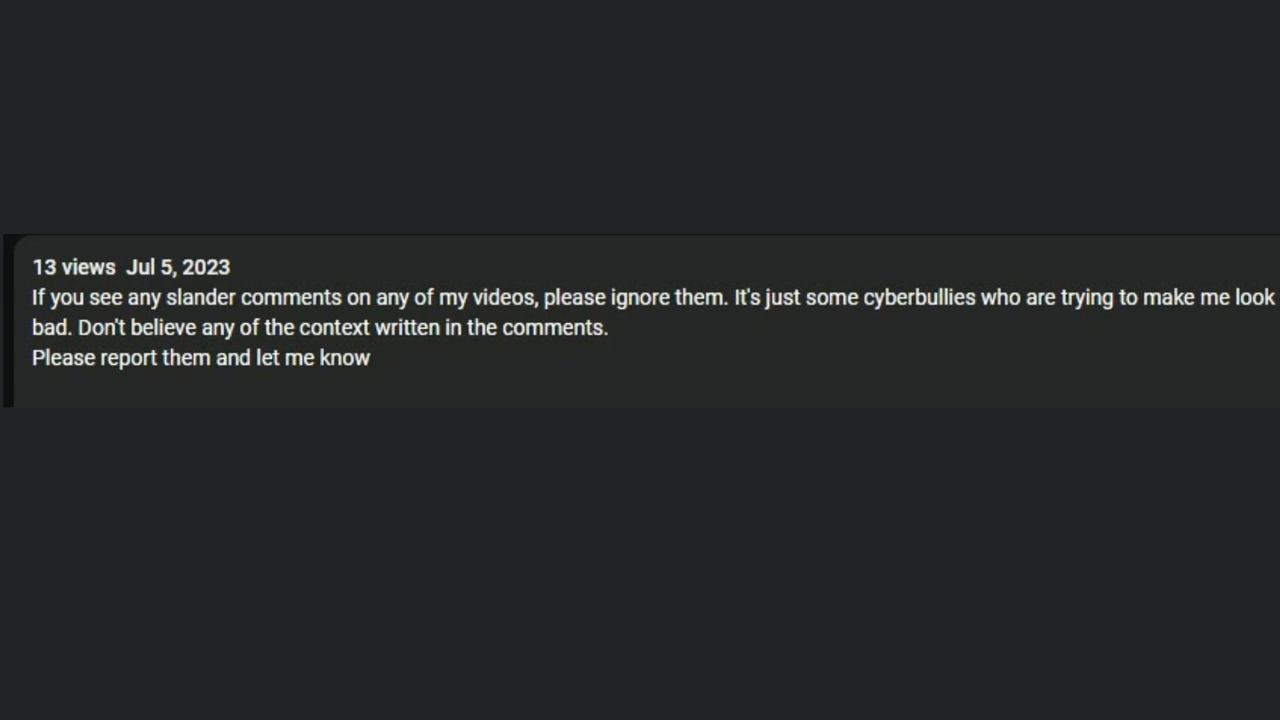 13 views  Jul 5, 2023
If you see any slander comments on any of my videos, please ignore them. It's just some cyberbullies who are trying to make me look
bad. Don't believe any of the context written in the comments.
Please report them and let me know